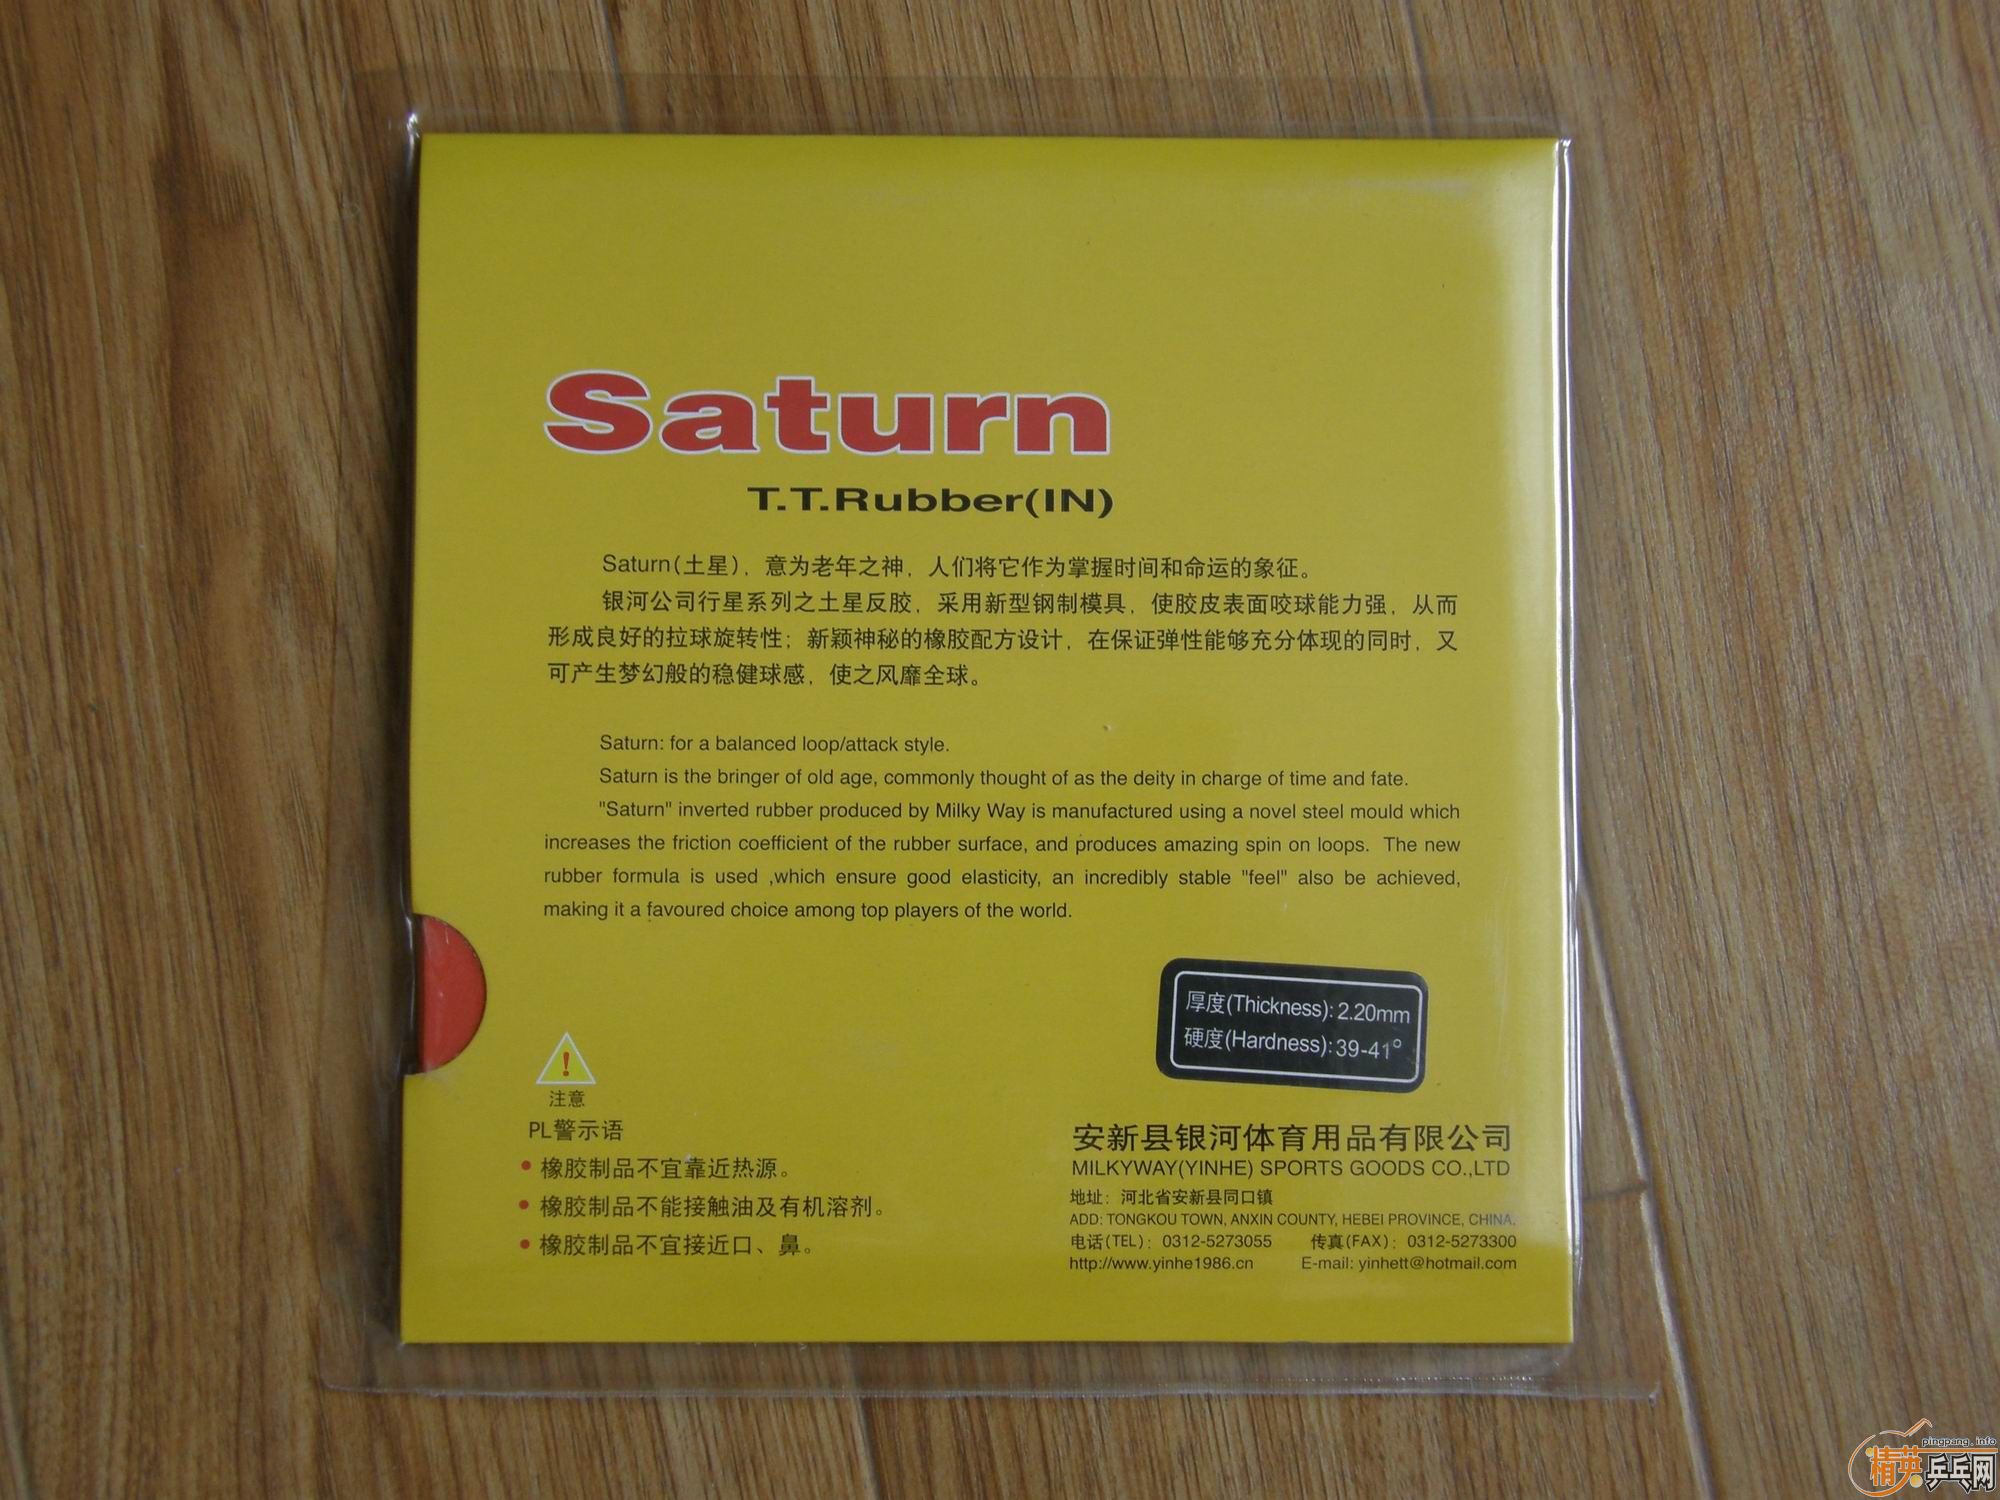 Saturn
T.T.Rubber(IN)
Saturn(土星)，意为老年之神，人们将它作为掌握时间和命运的象征。
银河公司行星系列之土星反胶，采用新型钢制模具，使胶皮表面咬球能力强，从而
形成良好的拉球旋转性；新颖神秘的橡胶配方设计，在保证弹性能够充分体现的同时，又
可产生梦幻般的稳健球感，使之风靡全球。
Saturn: for a balanced loop/attack style.
Saturn is the bringer of old age, commonly thought of as the deity in charge of time and fate.
"Saturn" inverted rubber produced by Milky Way is manufactured using a novel steel mould which
increases the friction coefficient of the rubber surface, and produces amazing spin on loops. The new
rubber formula is used ,which ensure good elasticity, an incredibly stable "feel" also be achieved,
making it a favoured choice among top players of the world.
厚度(Thickness): 2.20mm
硬度(Hardness): 39-41°
注意
PL警示语
• 橡胶制品不宜靠近热源。
• 橡胶制品不能接触油及有机溶剂。
• 橡胶制品不宜接近口、鼻。
安新县银河体育用品有限公司
MILKYWAY(YINHE) SPORTS GOODS CO.,LTD
地址：河北省安新县同口镇
ADD: TONGKOU TOWN, ANXIN COUNTY, HEBEI PROVINCE, CHINA.
电话(TEL)：0312-5273055 传真(FAX)：0312-5273300
http://www.yinhe1986.cn E-mail: yinhett@hotmail.com
pingpang.info
精英乒乓网